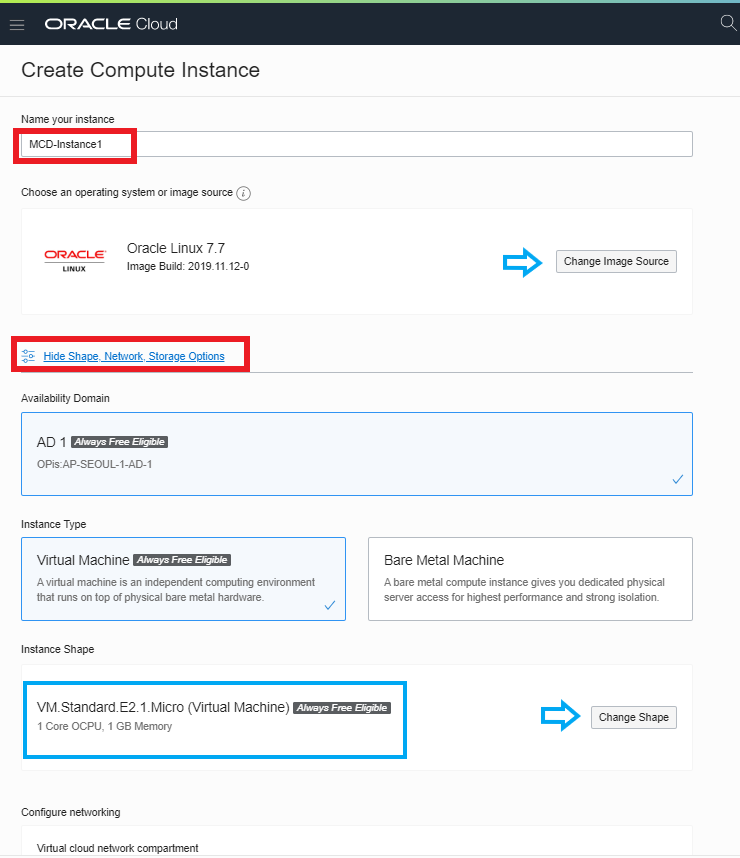 ORACLE Cloud
Create Compute Instance
Name your instance
MCD-Instance1
Choose an operating system or image source i
ORACLE
LINUX
Oracle Linux 7.7
Image Build: 2019.11.12-0
Change Image Source
Hide Shape, Network, Storage Options
Availability Domain
AD 1 Always Free Eligible
OPis:AP-SEOUL-1-AD-1
Instance Type
Virtual Machine Always Free Eligible
A virtual machine is an independent computing environment
that runs on top of physical bare metal hardware.
Bare Metal Machine
A bare metal compute instance gives you dedicated physical
server access for highest performance and strong isolation.
Instance Shape
VM.Standard.E2.1.Micro (Virtual Machine) Always Free Eligible
1 Core OCPU, 1 GB Memory
Change Shape
Configure networking
Virtual cloud network compartment